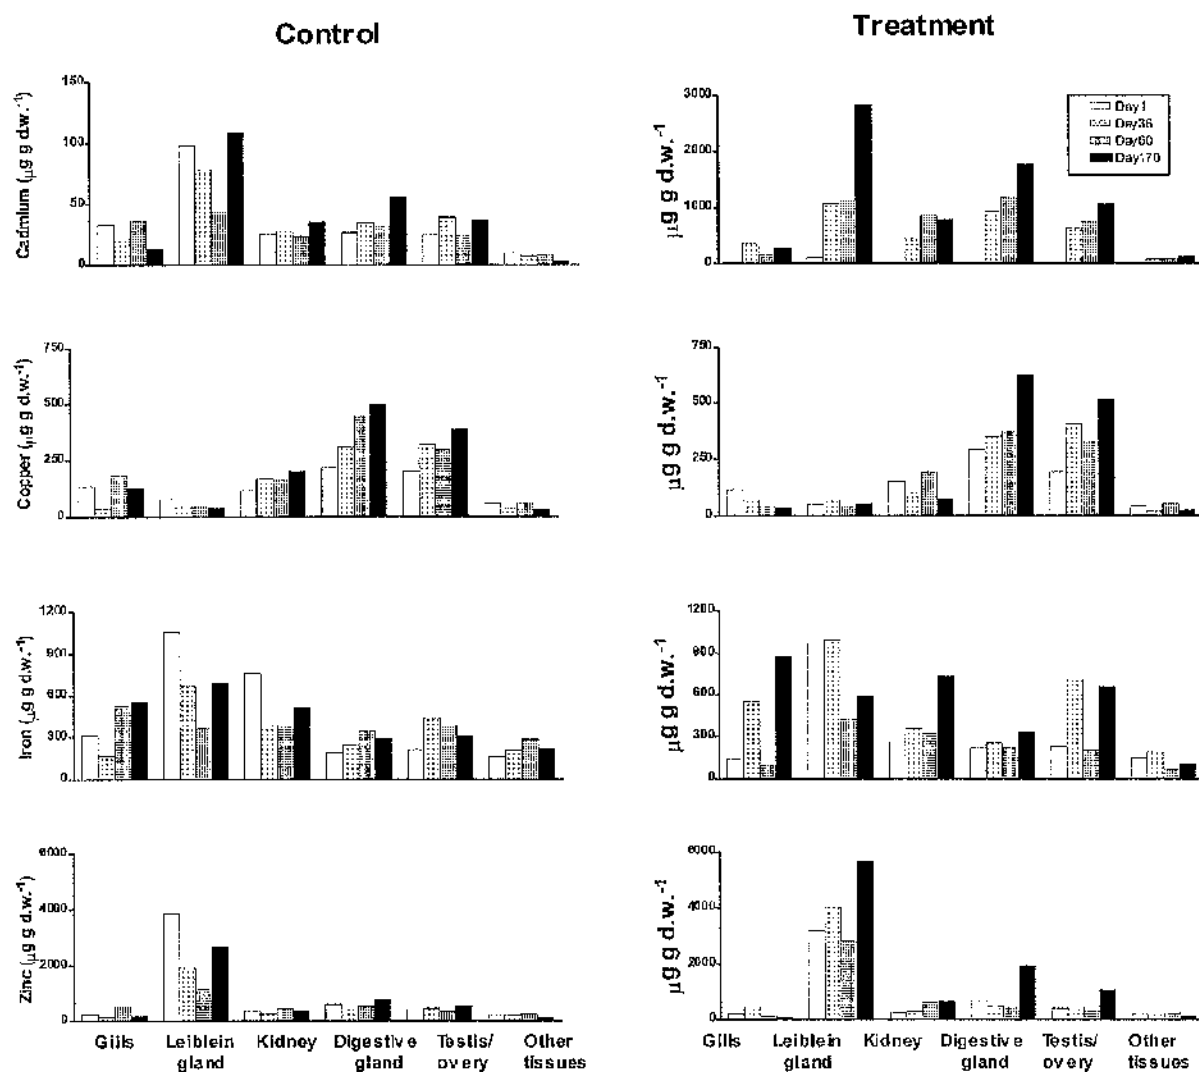 Control
Treatment
Cadmium (µg g d.w.⁻¹)
150
100
50
0
µg g d.w.⁻¹
3000
2000
1000
0
Day1
Day36
Day60
Day170
Copper (µg g d.w.⁻¹)
750
500
250
0
µg g d.w.⁻¹
750
500
250
0
Iron (µg g d.w.⁻¹)
1200
900
600
300
0
µg g d.w.⁻¹
1200
900
600
300
0
Zinc (µg g d.w.⁻¹)
6000
4000
2000
0
µg g d.w.⁻¹
6000
4000
2000
0
Gills Leiblein Kidney Digestive Testis/ Other
gland gland overy tissues
Gills Leiblein Kidney Digestive Testis/ Other
gland gland overy tissues